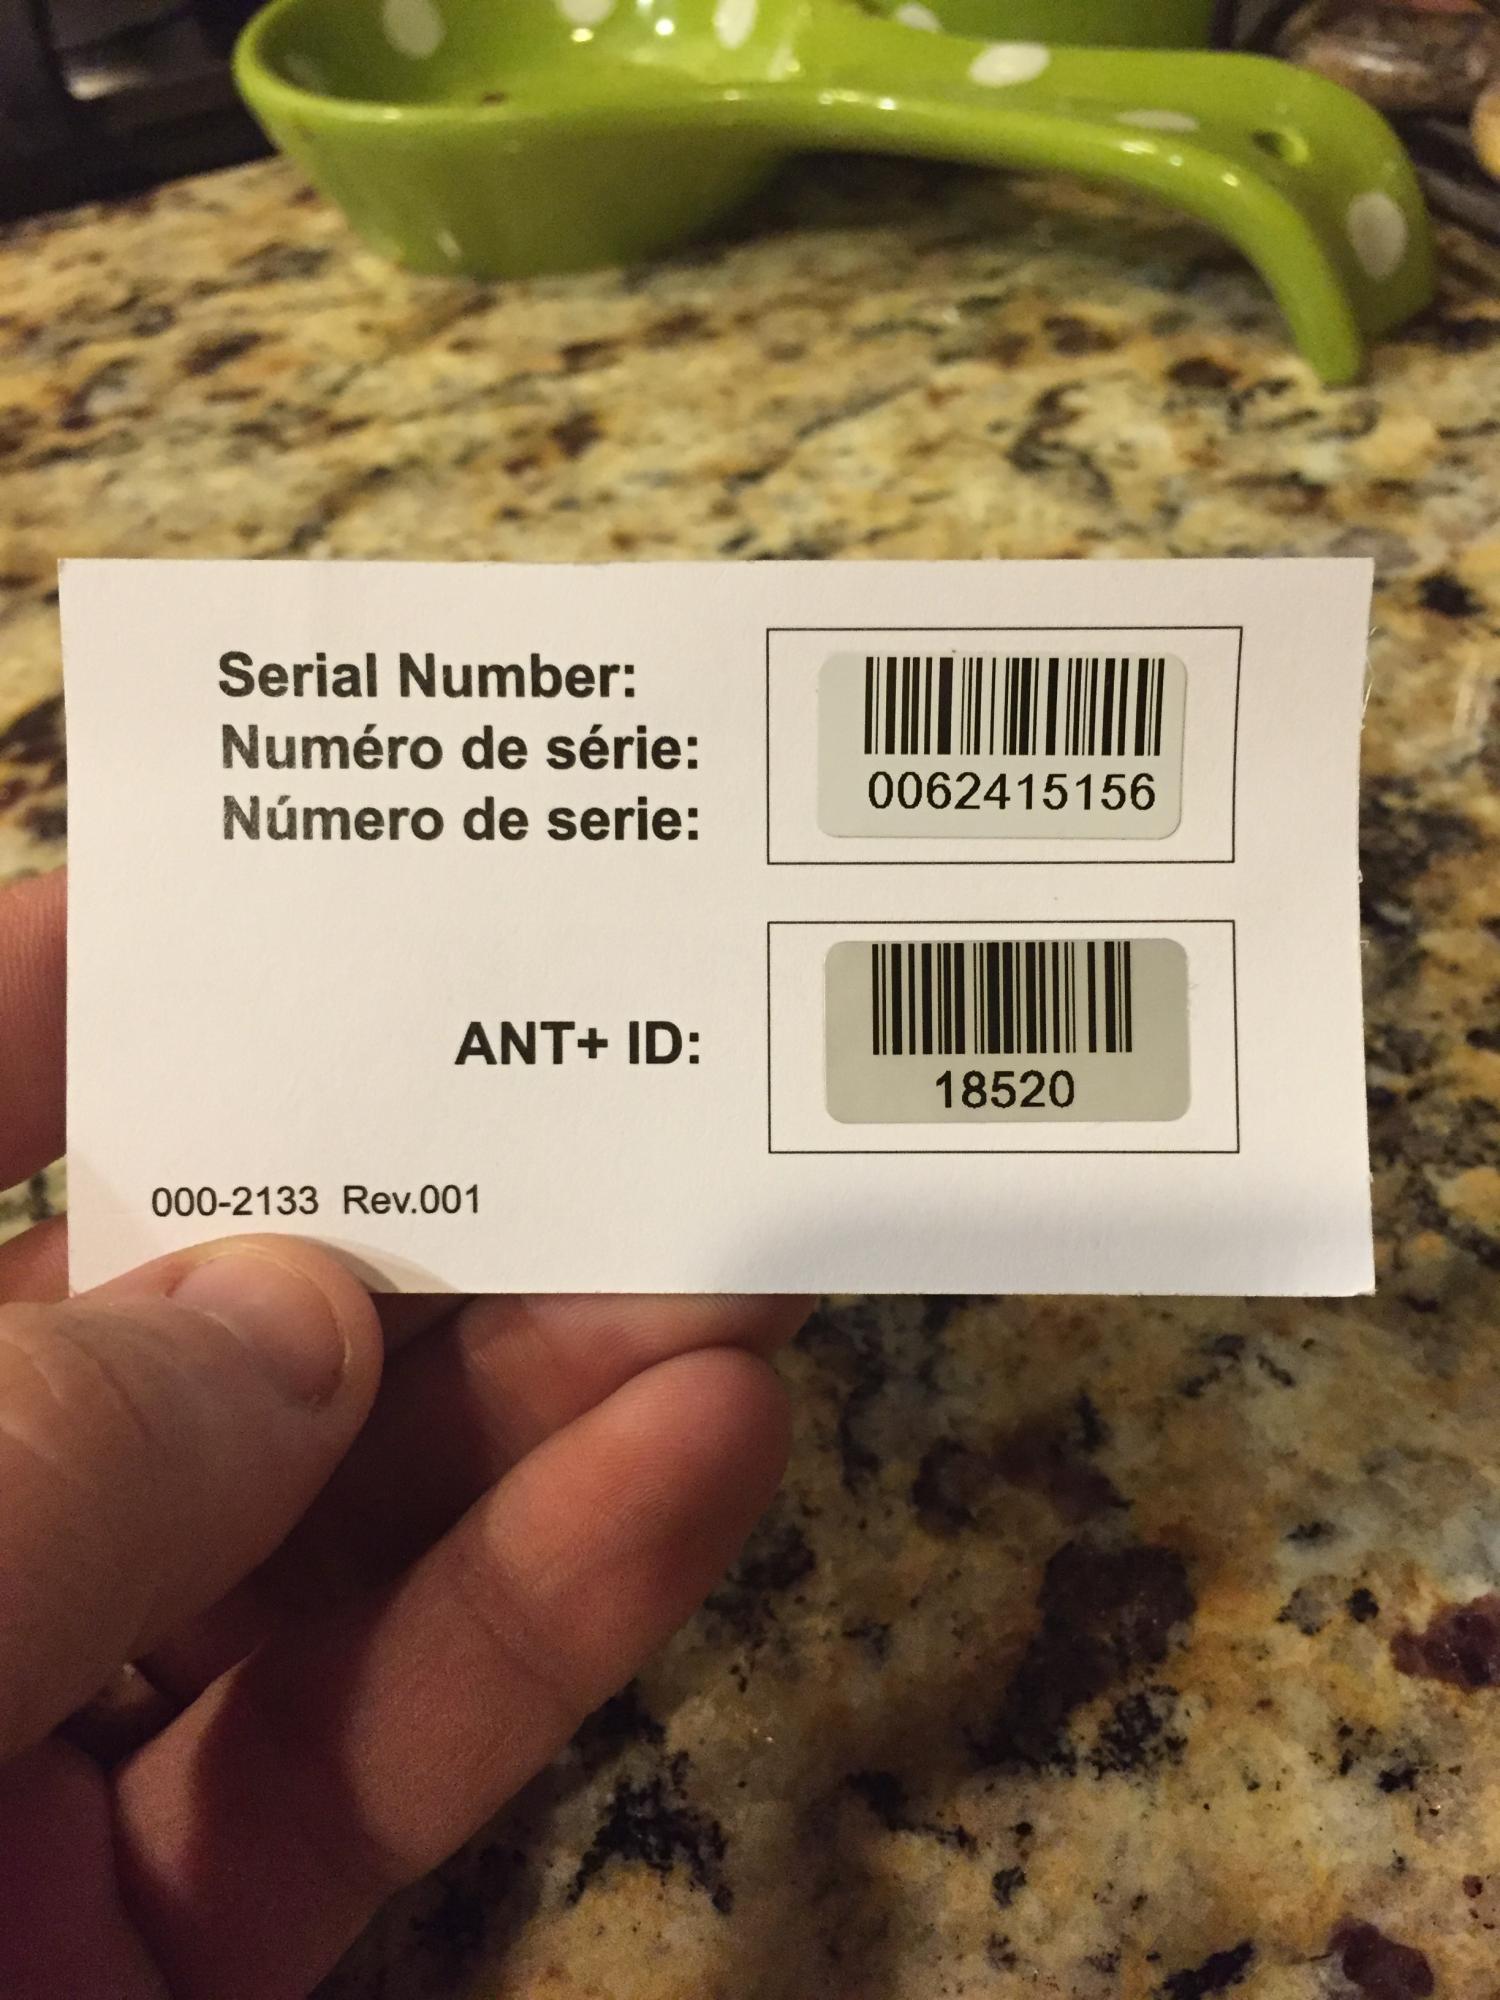 Serial Number:
Numéro de série:
Número de serie:
0062415156
ANT+ ID:
18520
000-2133 Rev.001